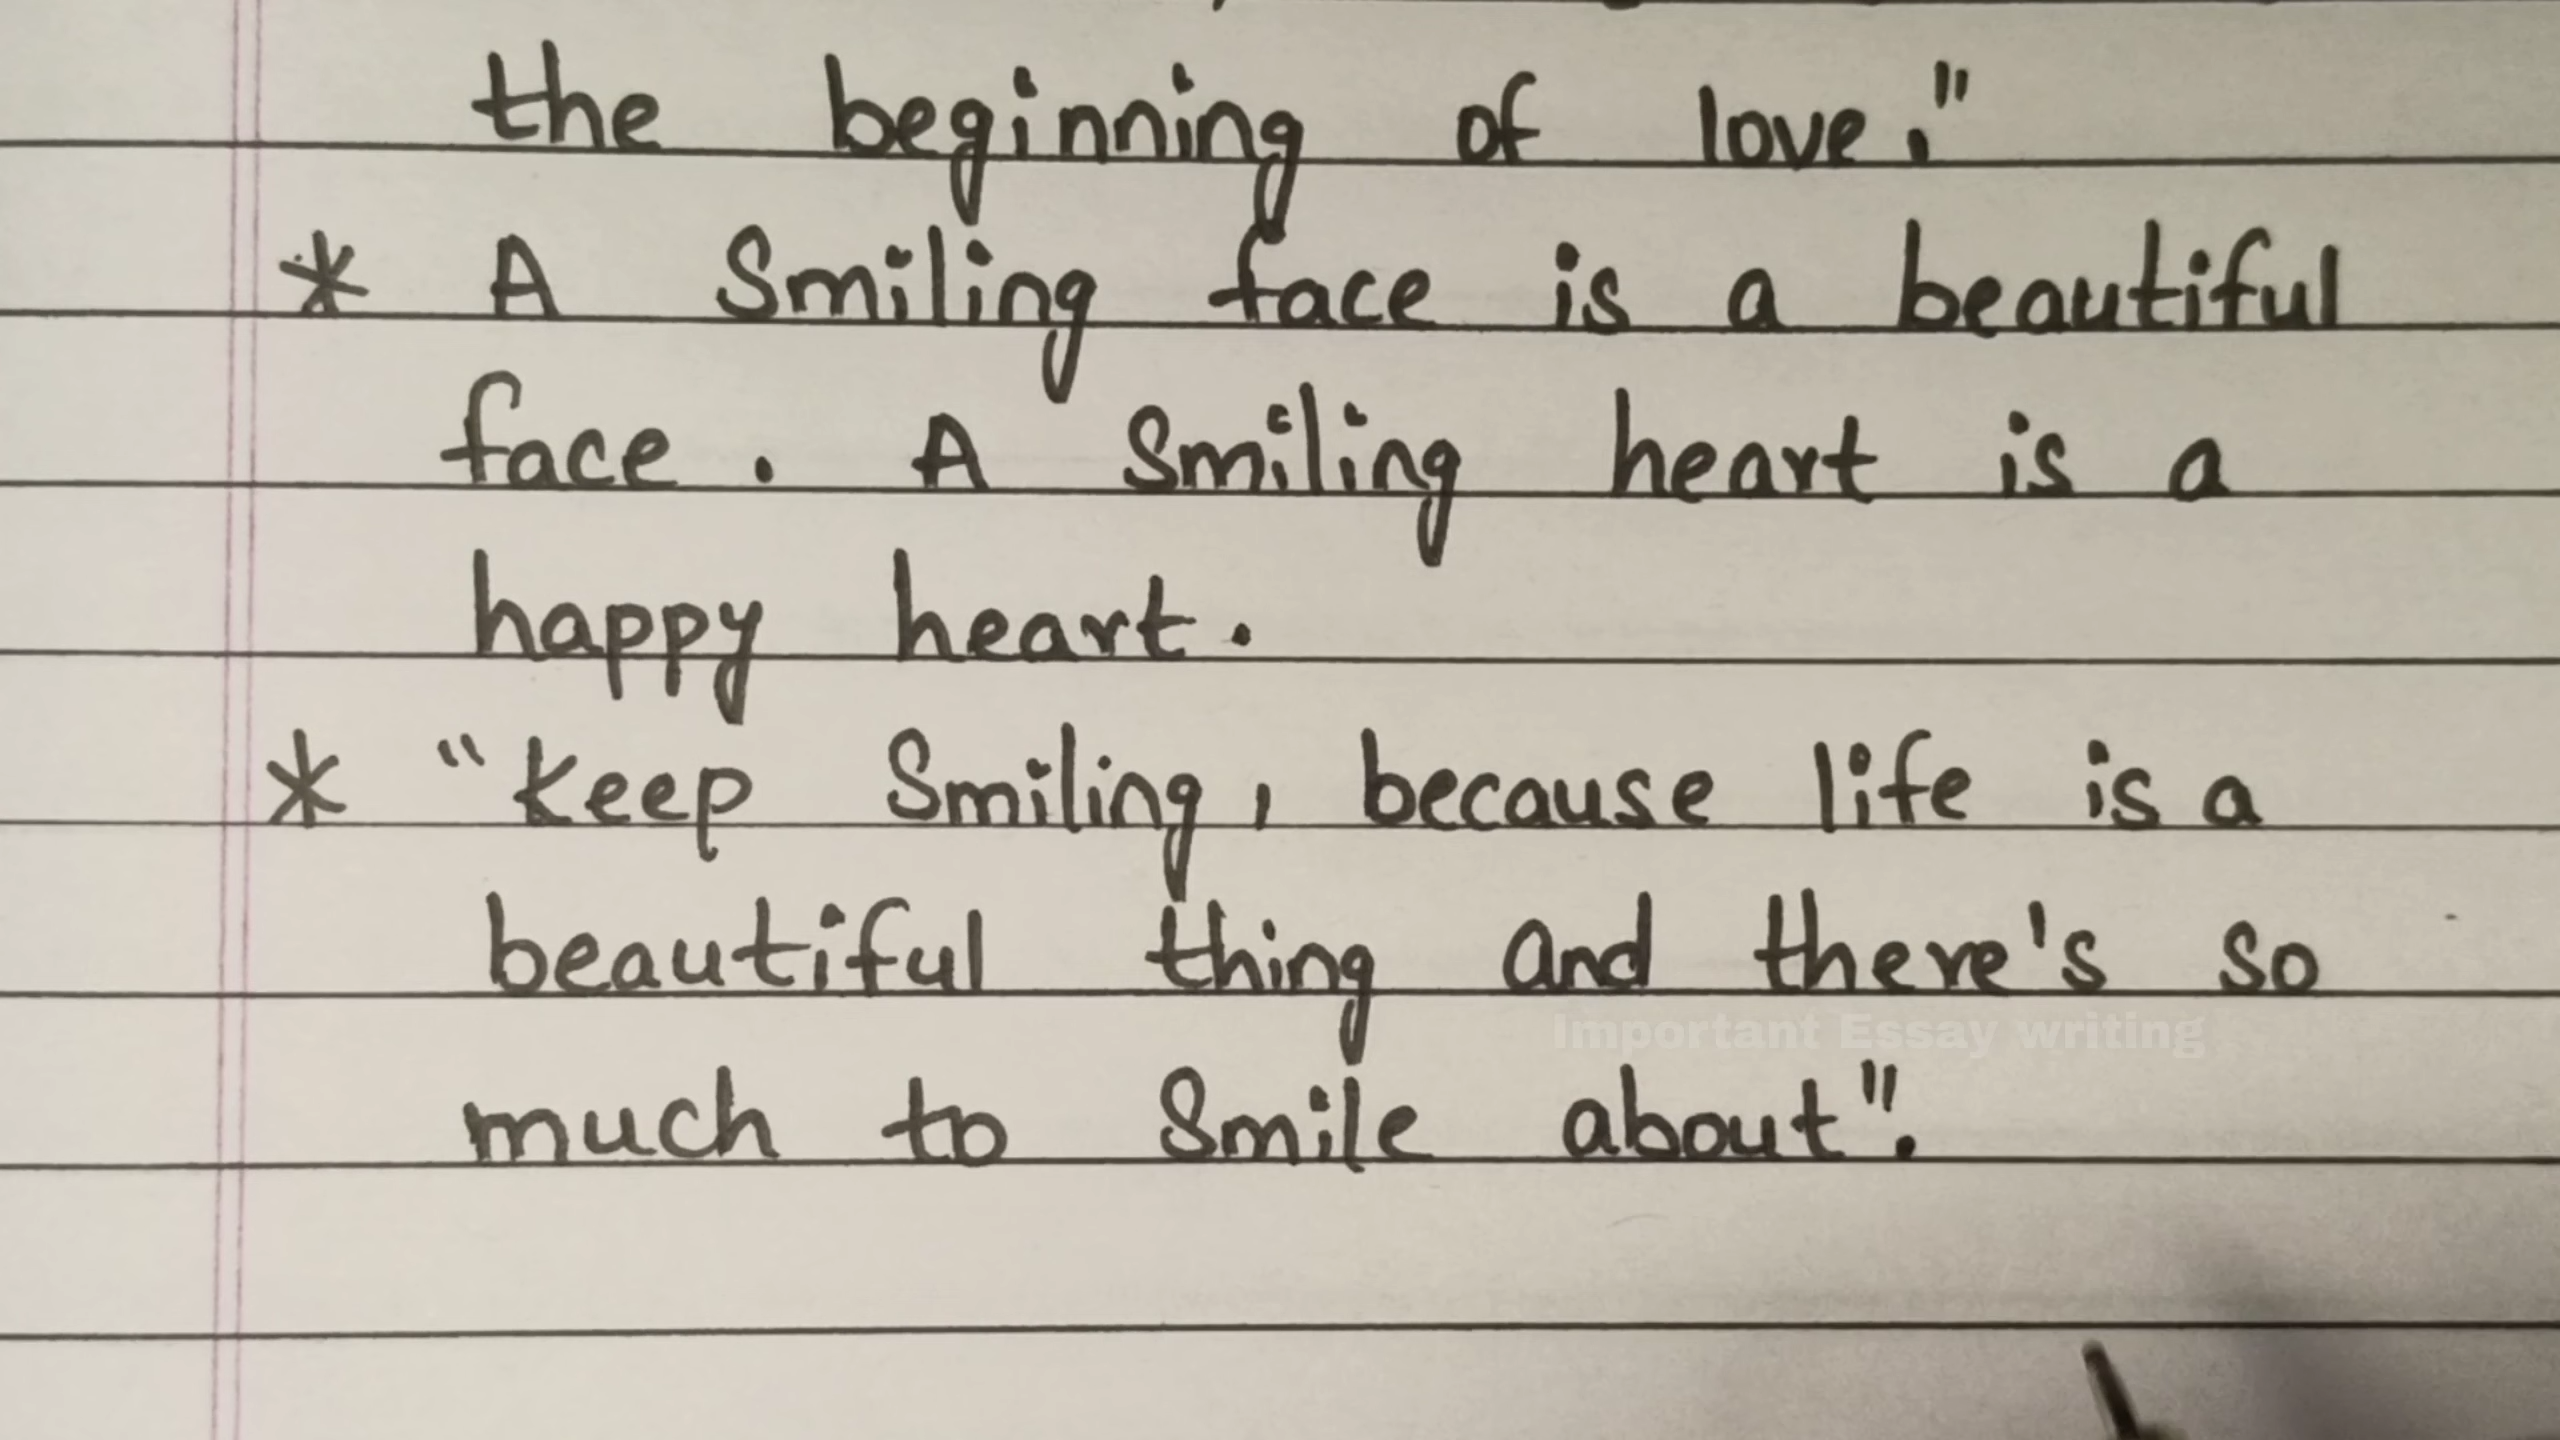 the beginning of love."
* A Smiling face is a beautiful
face. A Smiling heart is a
happy heart.
* "Keep Smiling, because life is a
beautiful thing and there's so
Important Essay writing
much to Smile about".